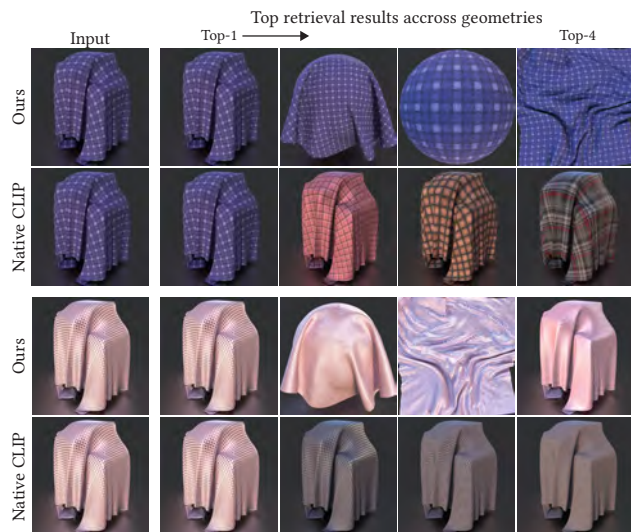 Top retrieval results accross geometries
Input
Top-1
Top-4
Ours
Native CLIP
Ours
Native CLIP